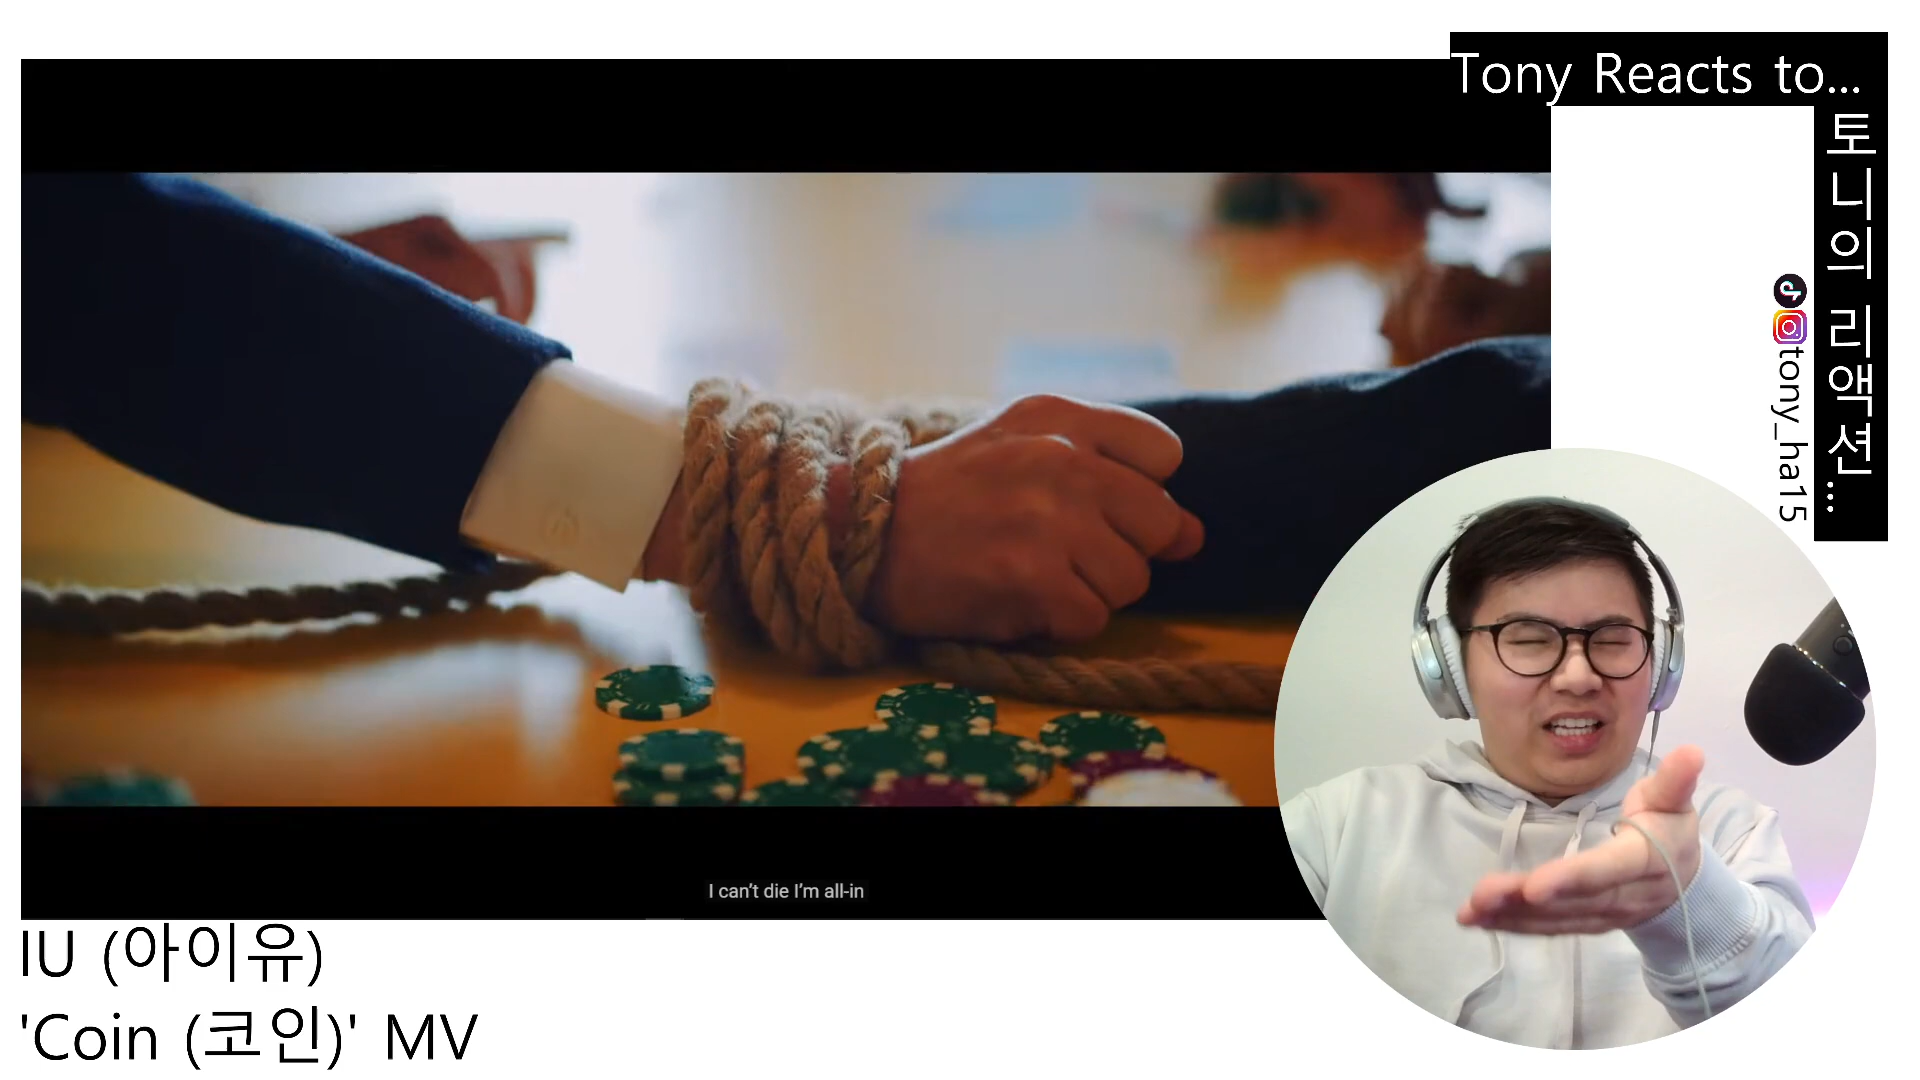 Tony Reacts to...
토니의 리액션...
tony_ha15
I can't die I'm all-in
IU (아이유)
'Coin (코인)' MV